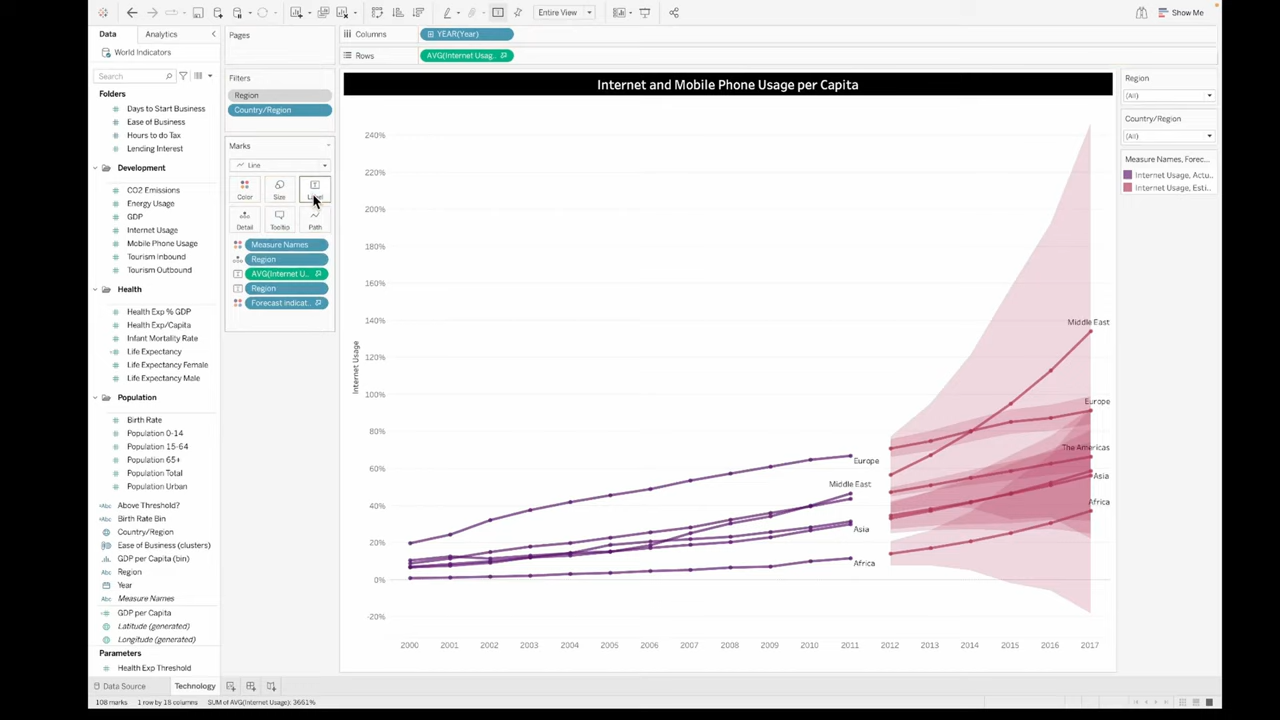 Entire View
Show Me
Data
Analytics
World Indicators
Search
Folders
Days to Start Business
Ease of Business
Hours to do Tax
Lending Interest
Development
CO2 Emissions
Energy Usage
GDP
Internet Usage
Mobile Phone Usage
Tourism Inbound
Tourism Outbound
Health
Health Exp % GDP
Health Exp/Capita
Infant Mortality Rate
Life Expectancy
Life Expectancy Female
Life Expectancy Male
Population
Birth Rate
Population 0-14
Population 15-64
Population 65+
Population Total
Population Urban
Above Threshold?
Birth Rate Bin
Country/Region
Ease of Business (clusters)
GDP per Capita (bin)
Region
Year
Measure Names
GDP per Capita
Latitude (generated)
Longitude (generated)
Parameters
Health Exp Threshold
Pages
Filters
Region
Country/Region
Marks
Line
Color
Size
Label
Detail
Tooltip
Path
Measure Names
Region
AVG(Internet U..
Region
Forecast indicat..
Columns
YEAR(Year)
Rows
AVG(Internet Usag..
Internet and Mobile Phone Usage per Capita
Internet Usage
240%
220%
200%
180%
160%
140%
120%
100%
80%
60%
40%
20%
0%
-20%
Europe
Middle East
Asia
Africa
Middle East
Europe
The Americas
Asia
Africa
2000 2001 2002 2003 2004 2005 2006 2007 2008 2009 2010 2011 2012 2013 2014 2015 2016 2017
Region
(All)
Country/Region
(All)
Measure Names, Forec...
Internet Usage, Actu...
Internet Usage, Esti...
Data Source
Technology
108 marks 1 row by 18 columns SUM of AVG(Internet Usage): 3661%